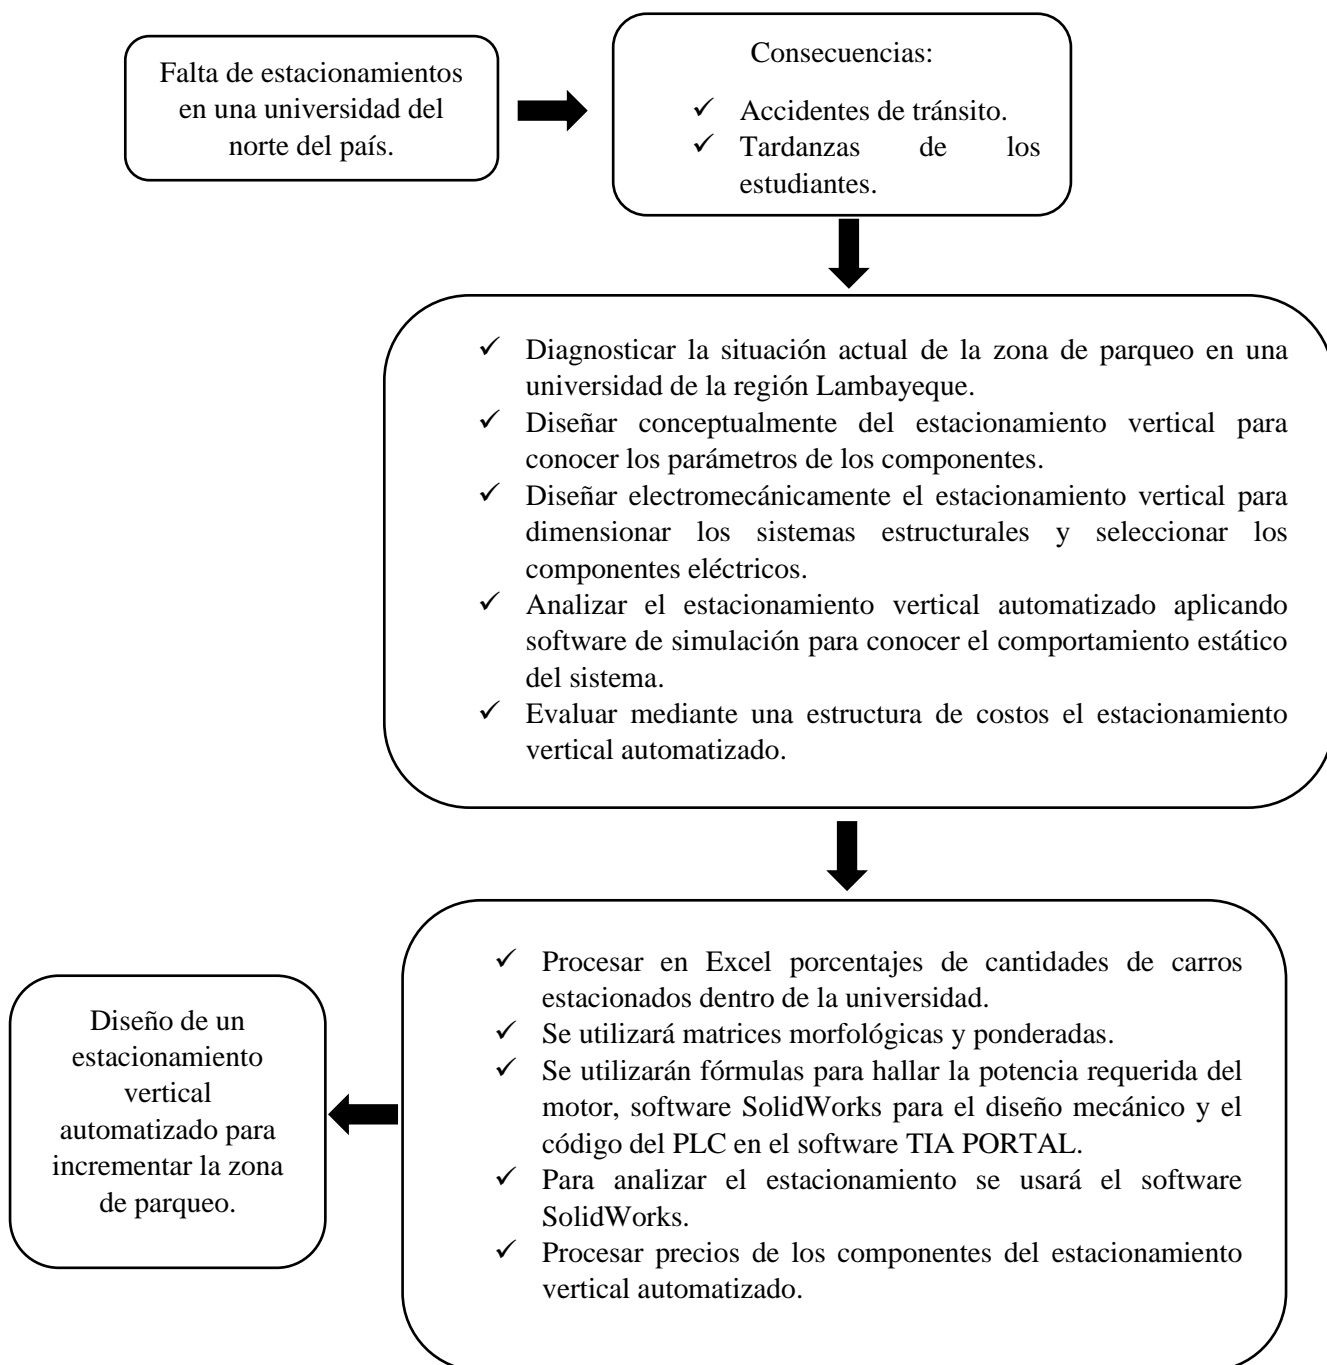 Falta de estacionamientos
en una universidad del
norte del país.
Consecuencias:
✓ Accidentes de tránsito.
✓ Tardanzas de los
estudiantes.
✓ Diagnosticar la situación actual de la zona de parqueo en una
universidad de la región Lambayeque.
✓ Diseñar conceptualmente del estacionamiento vertical para
conocer los parámetros de los componentes.
✓ Diseñar electromecánicamente el estacionamiento vertical para
dimensionar los sistemas estructurales y seleccionar los
componentes eléctricos.
✓ Analizar el estacionamiento vertical automatizado aplicando
software de simulación para conocer el comportamiento estático
del sistema.
✓ Evaluar mediante una estructura de costos el estacionamiento
vertical automatizado.
✓ Procesar en Excel porcentajes de cantidades de carros
estacionados dentro de la universidad.
✓ Se utilizará matrices morfológicas y ponderadas.
✓ Se utilizarán fórmulas para hallar la potencia requerida del
motor, software SolidWorks para el diseño mecánico y el
código del PLC en el software TIA PORTAL.
✓ Para analizar el estacionamiento se usará el software
SolidWorks.
✓ Procesar precios de los componentes del estacionamiento
vertical automatizado.
Diseño de un
estacionamiento
vertical
automatizado para
incrementar la zona
de parqueo.